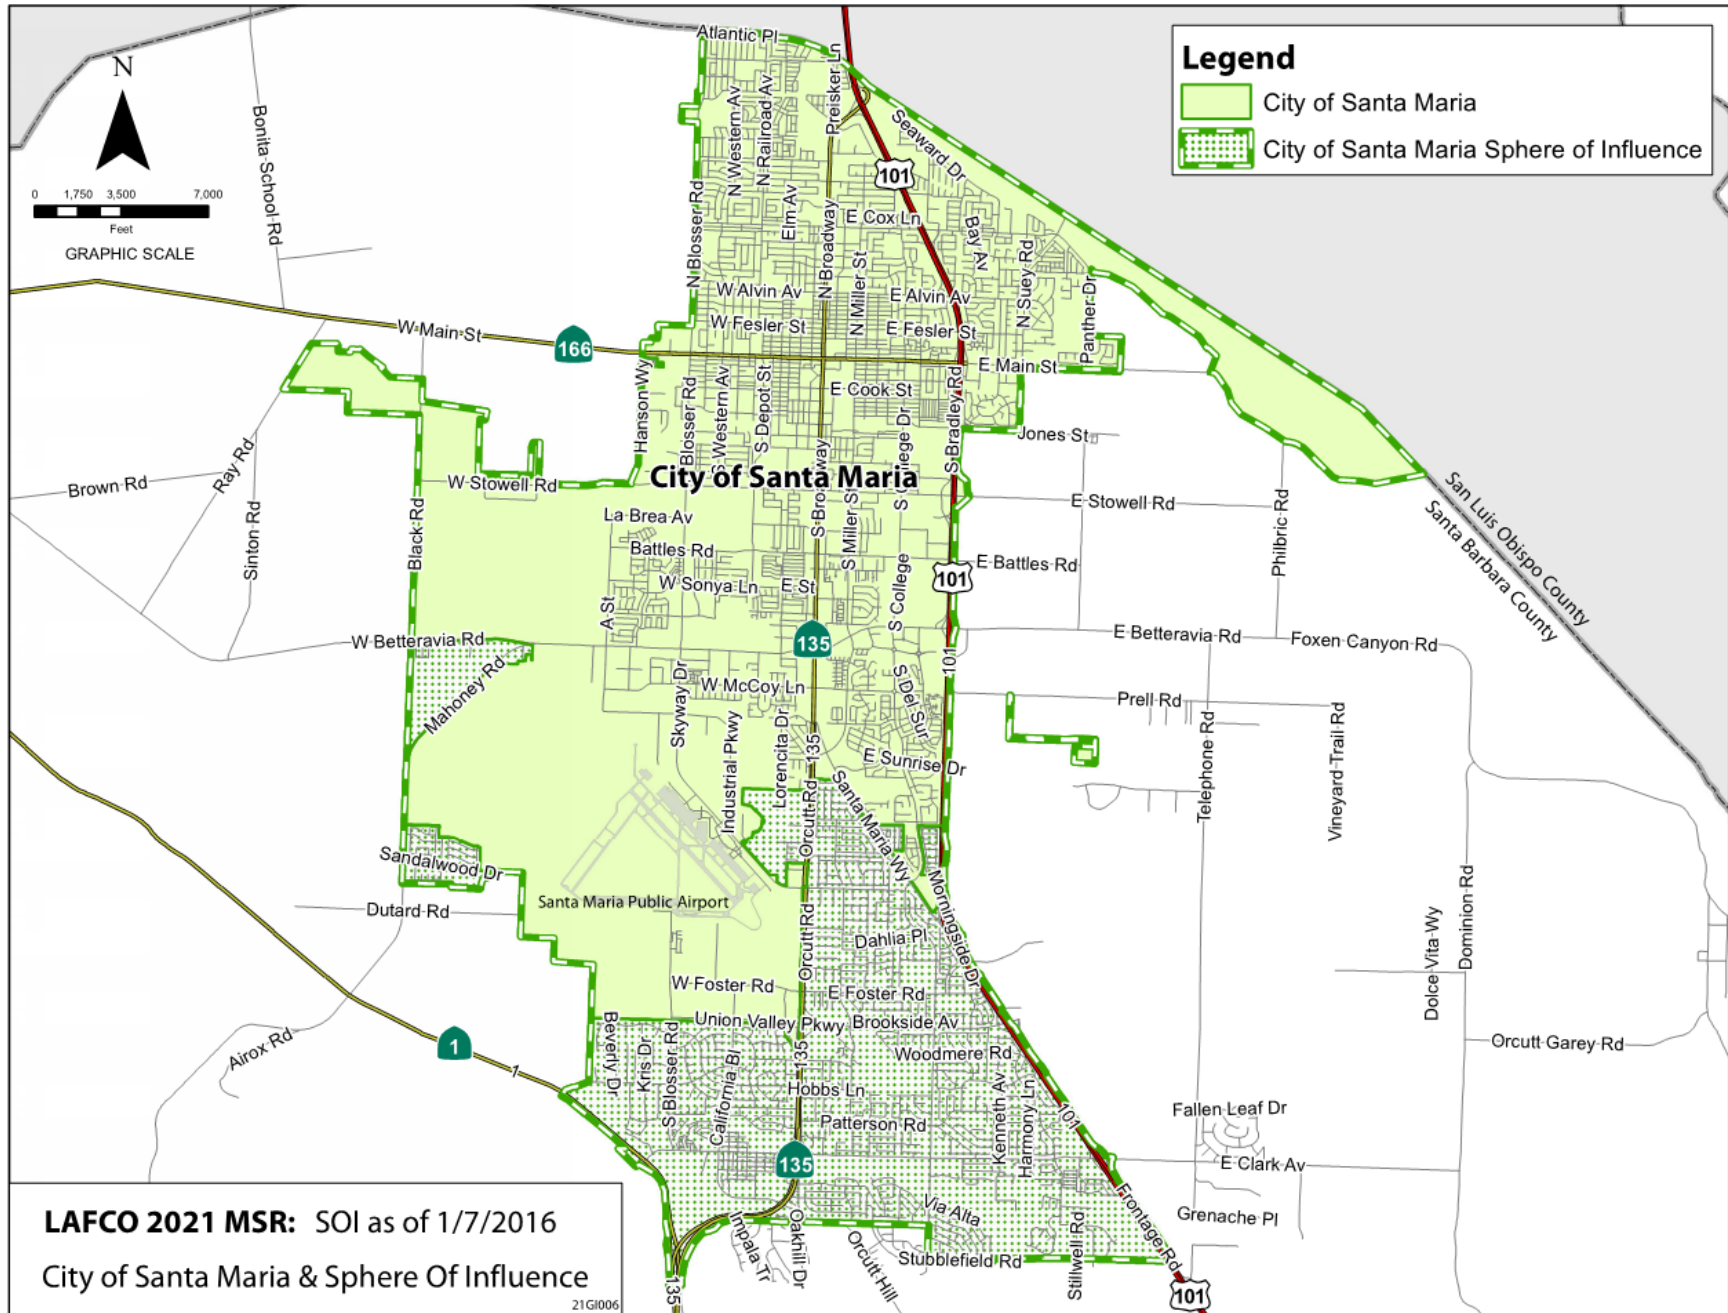 Atlantic Pl
N
Legend
City of Santa Maria
City of Santa Maria Sphere of Influence
0 1,750 3,500 7,000
Feet
GRAPHIC SCALE
Bonita School Rd
N Western Av
N Railroad Av
Preisker Ln
Seaward Dr
101
N Blosser Rd
Elm Av
N Broadway
E Cox Ln
Bay Av
N Suey Rd
N Miller St
W Alvin Av
E Alvin Av
Panther Dr
W Main St
166
W Fesler St
E Fesler St
E Main St
Hanson Wy
S Depot St
S Western Av
Blosser Rd
E Cook St
S Bradley Rd
S College Dr
Jones St
City of Santa Maria
Ray Rd
Brown Rd
W Stowell Rd
E Stowell Rd
San Luis Obispo County
Santa Barbara County
Black Rd
Sinton Rd
La Brea Av
S Broadway
S Miller St
Philbric Rd
Battles Rd
E Battles Rd
W Sonya Ln
E St
101
S College
A St
135
W Betteravia Rd
E Betteravia Rd
Foxen Canyon Rd
101
Mahoney Rd
Skyway Dr
W McCoy Ln
S Del Sur
Prell Rd
Industrial Pkwy
Lorencita Dr
135
E Sunrise Dr
Telephone Rd
Vineyard Trail Rd
Orcutt Rd
Santa Maria Wy
Sandalwood Dr
Santa Maria Public Airport
Dutard Rd
Morningside Dr
Dahlia Pl
Orcutt Rd
Dolce Vita Wy
Dominion Rd
W Foster Rd
E Foster Rd
Union Valley Pkwy
Brookside Av
Airox Rd
1
1
Beverly Dr
Kris Dr
S Blosser Rd
California Bl
135
Woodmere Rd
Orcutt Garey Rd
Hobbs Ln
Kenneth Av
Harmony Ln
101
Patterson Rd
Fallen Leaf Dr
135
E Clark Av
Frontage Rd
Via Alta
Grenache Pl
Impala Tr
Oakhill Dr
Orcutt Hill
Stubblefield Rd
Stillwell Rd
135
101
LAFCO 2021 MSR: SOI as of 1/7/2016
City of Santa Maria & Sphere Of Influence
21GI006